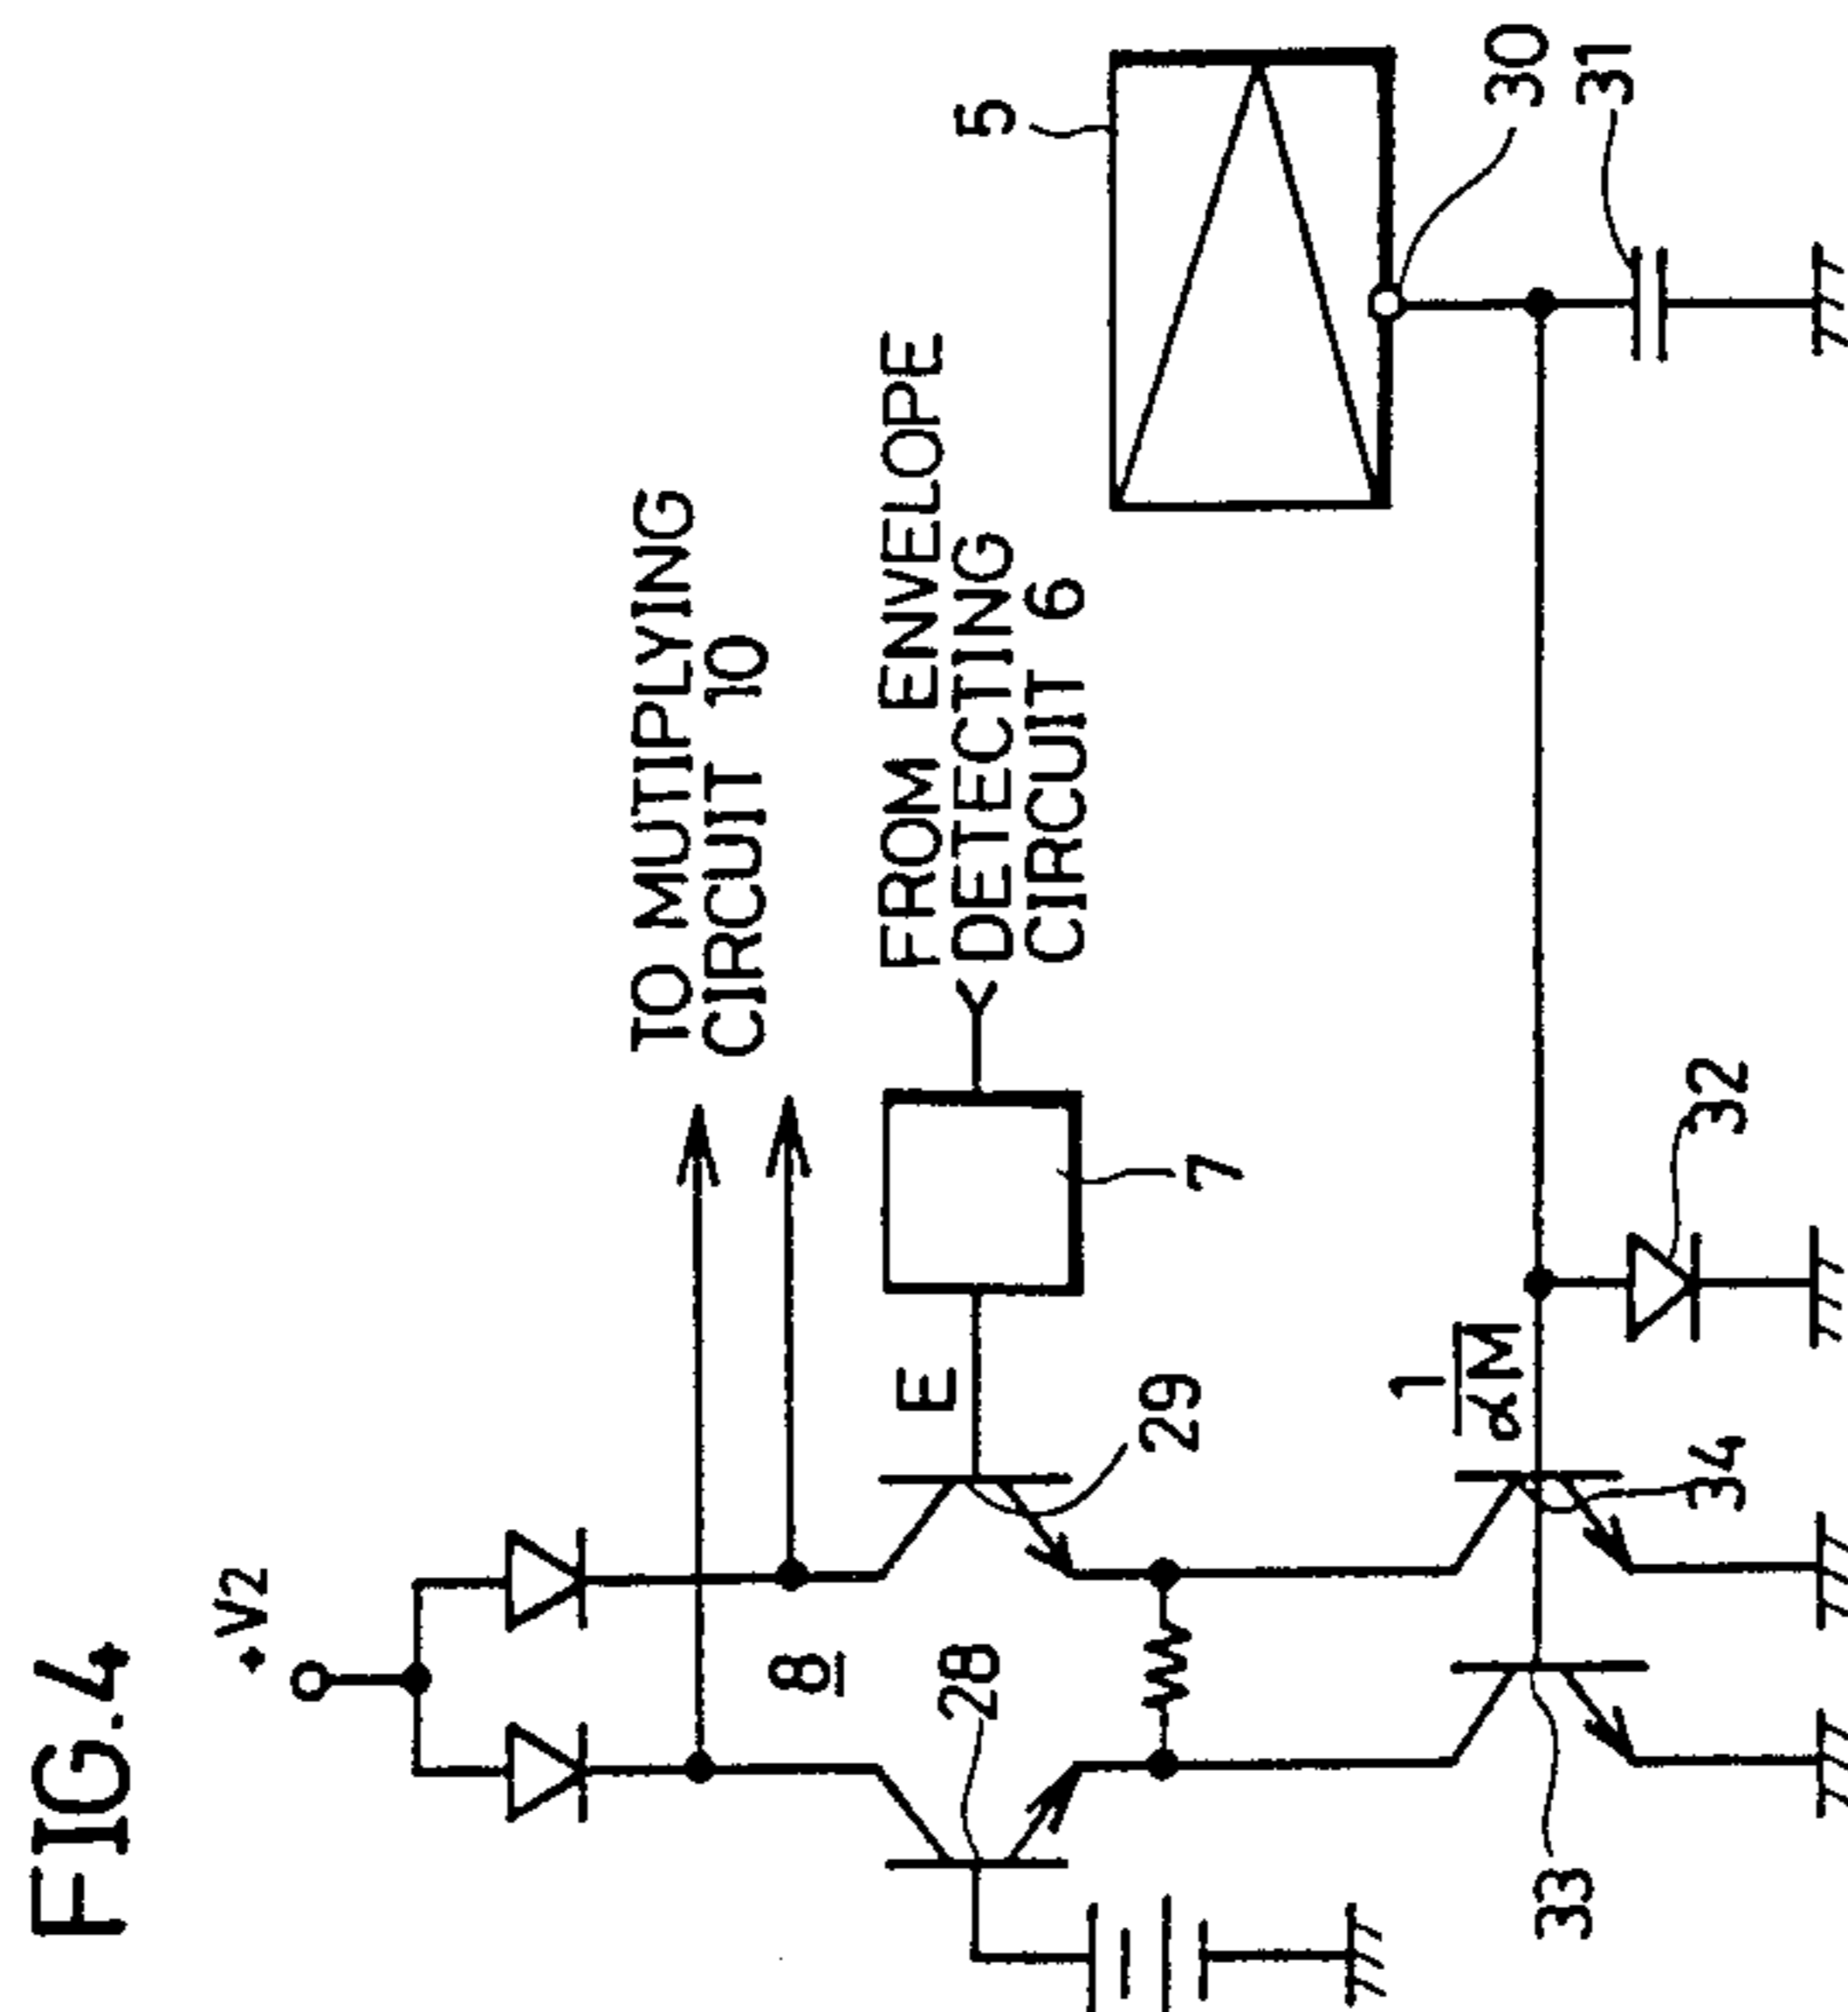 FIG.4
+V2
TO MUTIPLYING
CIRCUIT 10
8
E
7
FROM ENVELOPE
DETECTING
CIRCUIT 6
5
28
29
30
31
1
αM
32
33
34